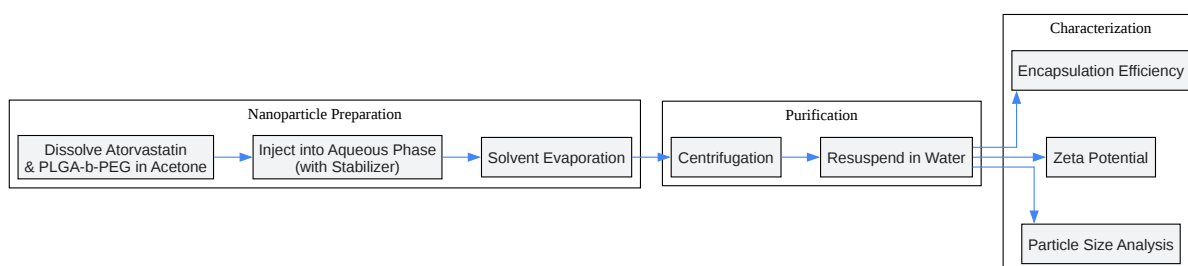 Nanoparticle Preparation
Dissolve Atorvastatin
& PLGA-b-PEG in Acetone
Inject into Aqueous Phase
(with Stabilizer)
Solvent Evaporation
Purification
Centrifugation
Resuspend in Water
Characterization
Encapsulation Efficiency
Zeta Potential
Particle Size Analysis